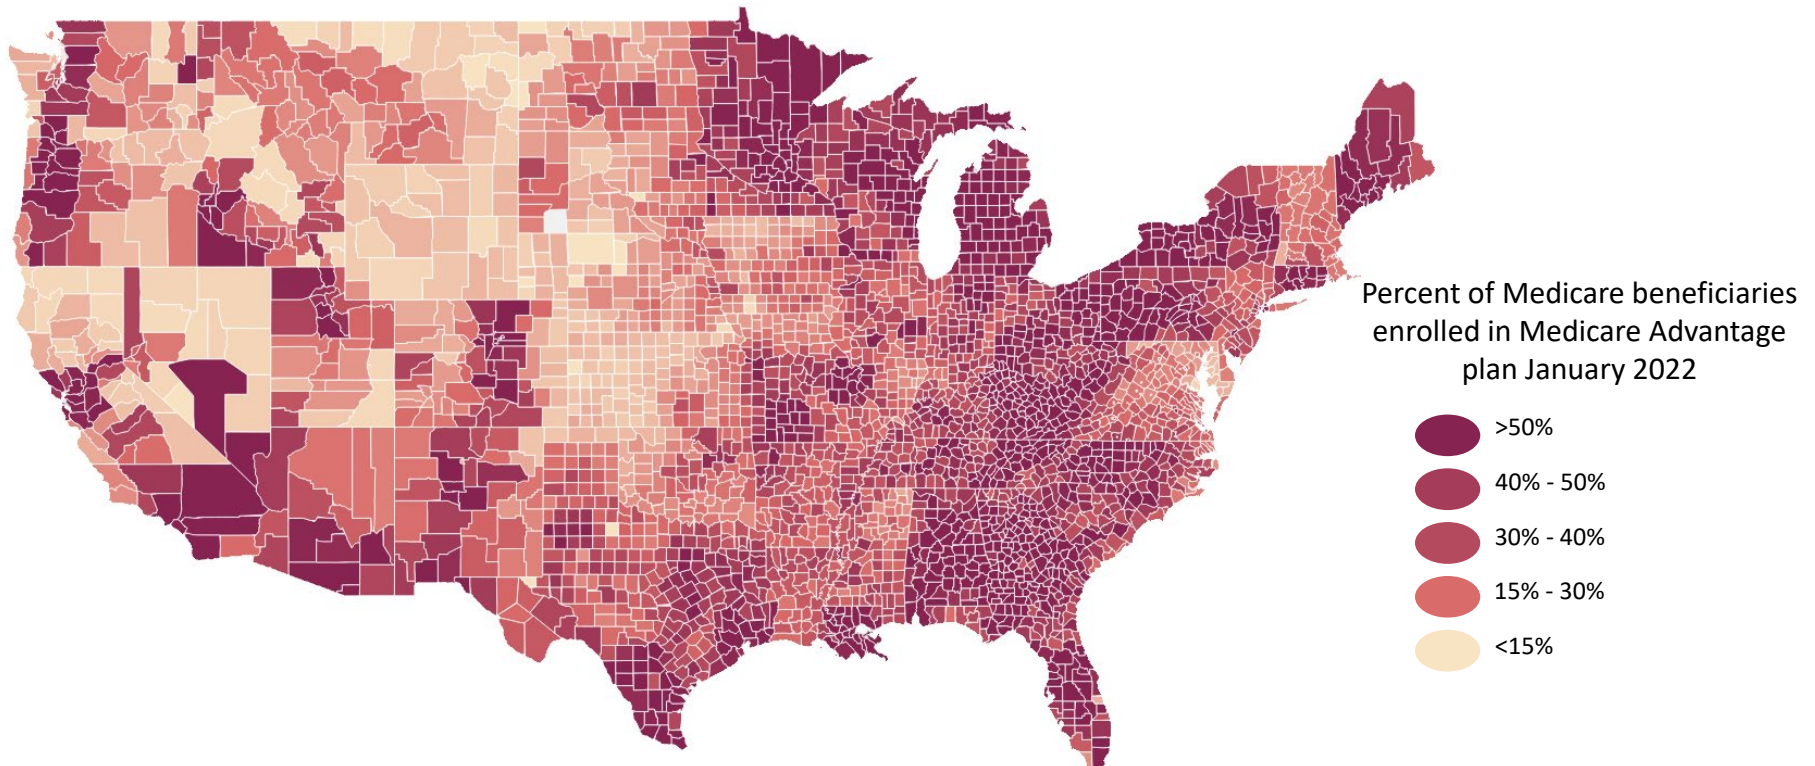 Percent of Medicare beneficiaries
enrolled in Medicare Advantage
plan January 2022
>50%
40% - 50%
30% - 40%
15% - 30%
<15%